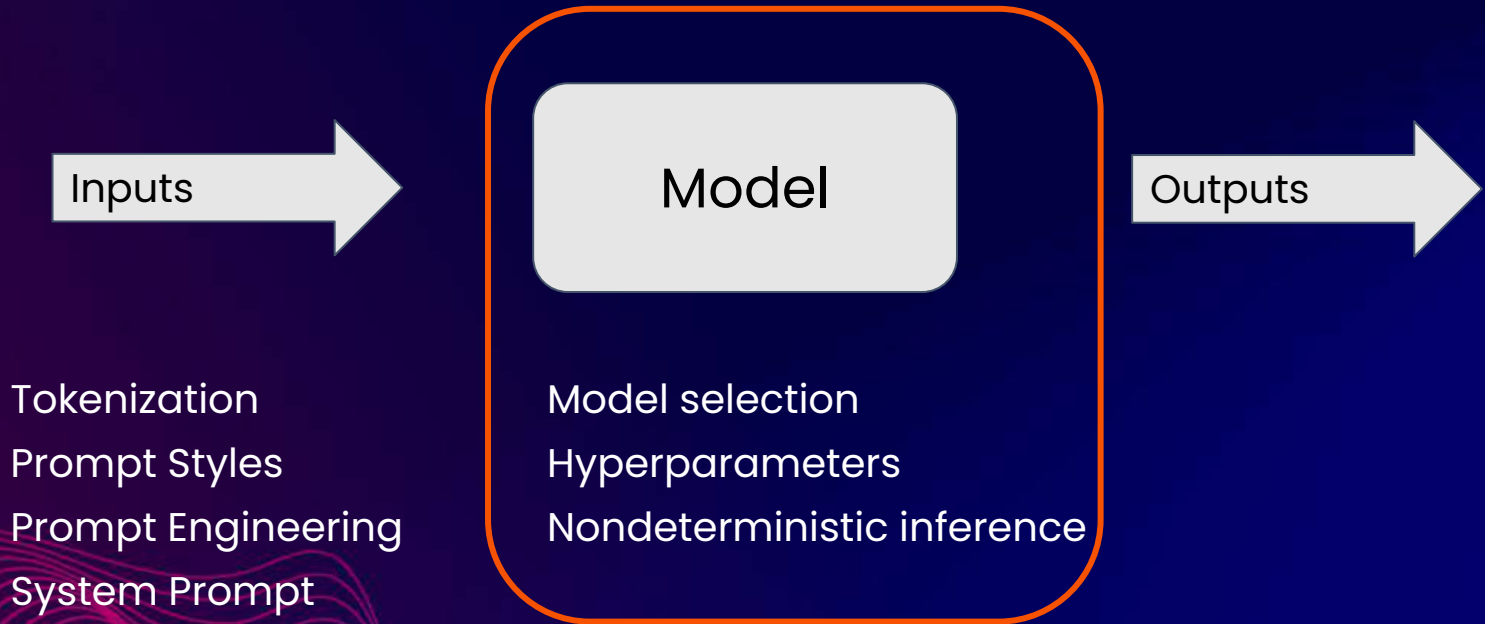 Inputs
Model
Outputs
Tokenization
Prompt Styles
Prompt Engineering
System Prompt
Model selection
Hyperparameters
Nondeterministic inference